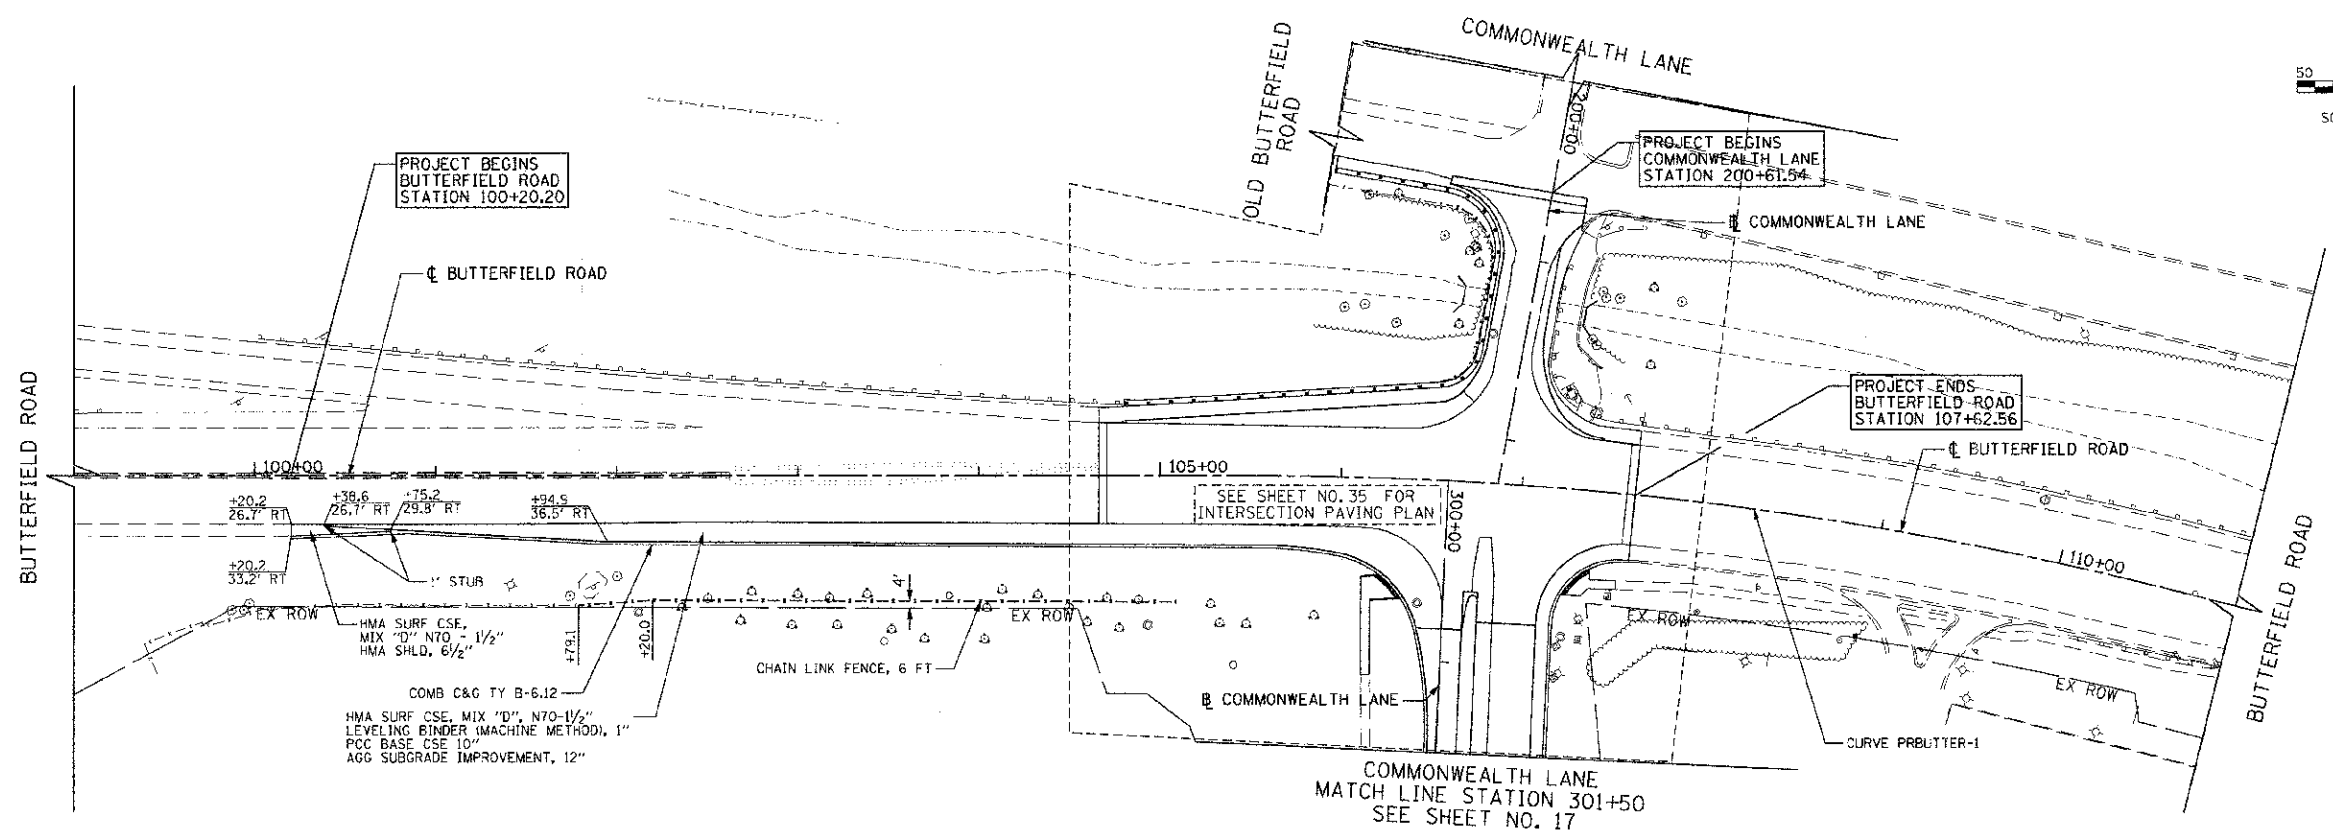 COMMONWEALTH LANE
OLD BUTTERFIELD
ROAD
50
200+00
PROJECT BEGINS
BUTTERFIELD ROAD
STATION 100+20.20
PROJECT BEGINS
COMMONWEALTH LANE
STATION 200+61.54
℄ BUTTERFIELD ROAD
COMMONWEALTH LANE
BUTTERFIELD ROAD
PROJECT ENDS
BUTTERFIELD ROAD
STATION 107+62.56
℄ BUTTERFIELD ROAD
100+00
105+00
110+00
+20.2
26.7' RT
+38.6
26.7' RT
+75.2
29.8' RT
+94.9
36.5' RT
SEE SHEET NO. 35 FOR
INTERSECTION PAVING PLAN
300+00
+20.2
33.2' RT
1' STUB
EX ROW
4'
EX ROW
EX ROW
EX ROW
HMA SURF CSE,
MIX "D" N70 - 1 1/2"
HMA SHLD, 6 1/2"
+79.1
+20.0
CHAIN LINK FENCE, 6 FT
COMB C&G TY B-6.12
COMMONWEALTH LANE
HMA SURF CSE, MIX "D", N70-1 1/2"
LEVELING BINDER (MACHINE METHOD), 1"
PCC BASE CSE 10"
AGG SUBGRADE IMPROVEMENT, 12"
CURVE PRBUTTER-1
BUTTERFIELD ROAD
COMMONWEALTH LANE
MATCH LINE STATION 301+50
SEE SHEET NO. 17